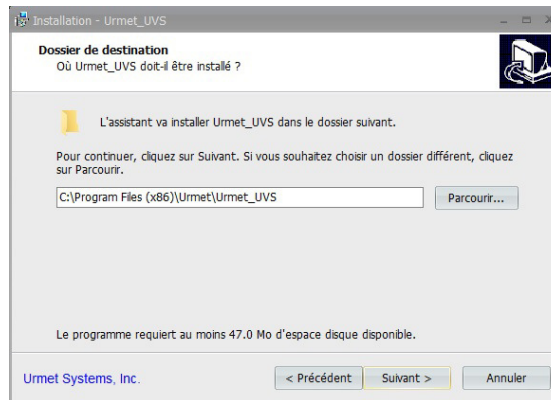 Installation - Urmet_UVS
Dossier de destination
Où Urmet_UVS doit-il être installé ?
L'assistant va installer Urmet_UVS dans le dossier suivant.
Pour continuer, cliquez sur Suivant. Si vous souhaitez choisir un dossier différent, cliquez
sur Parcourir.
C:\Program Files (x86)\Urmet\Urmet_UVS
Parcourir...
Le programme requiert au moins 47.0 Mo d'espace disque disponible.
Urmet Systems, Inc.
< Précédent
Suivant >
Annuler